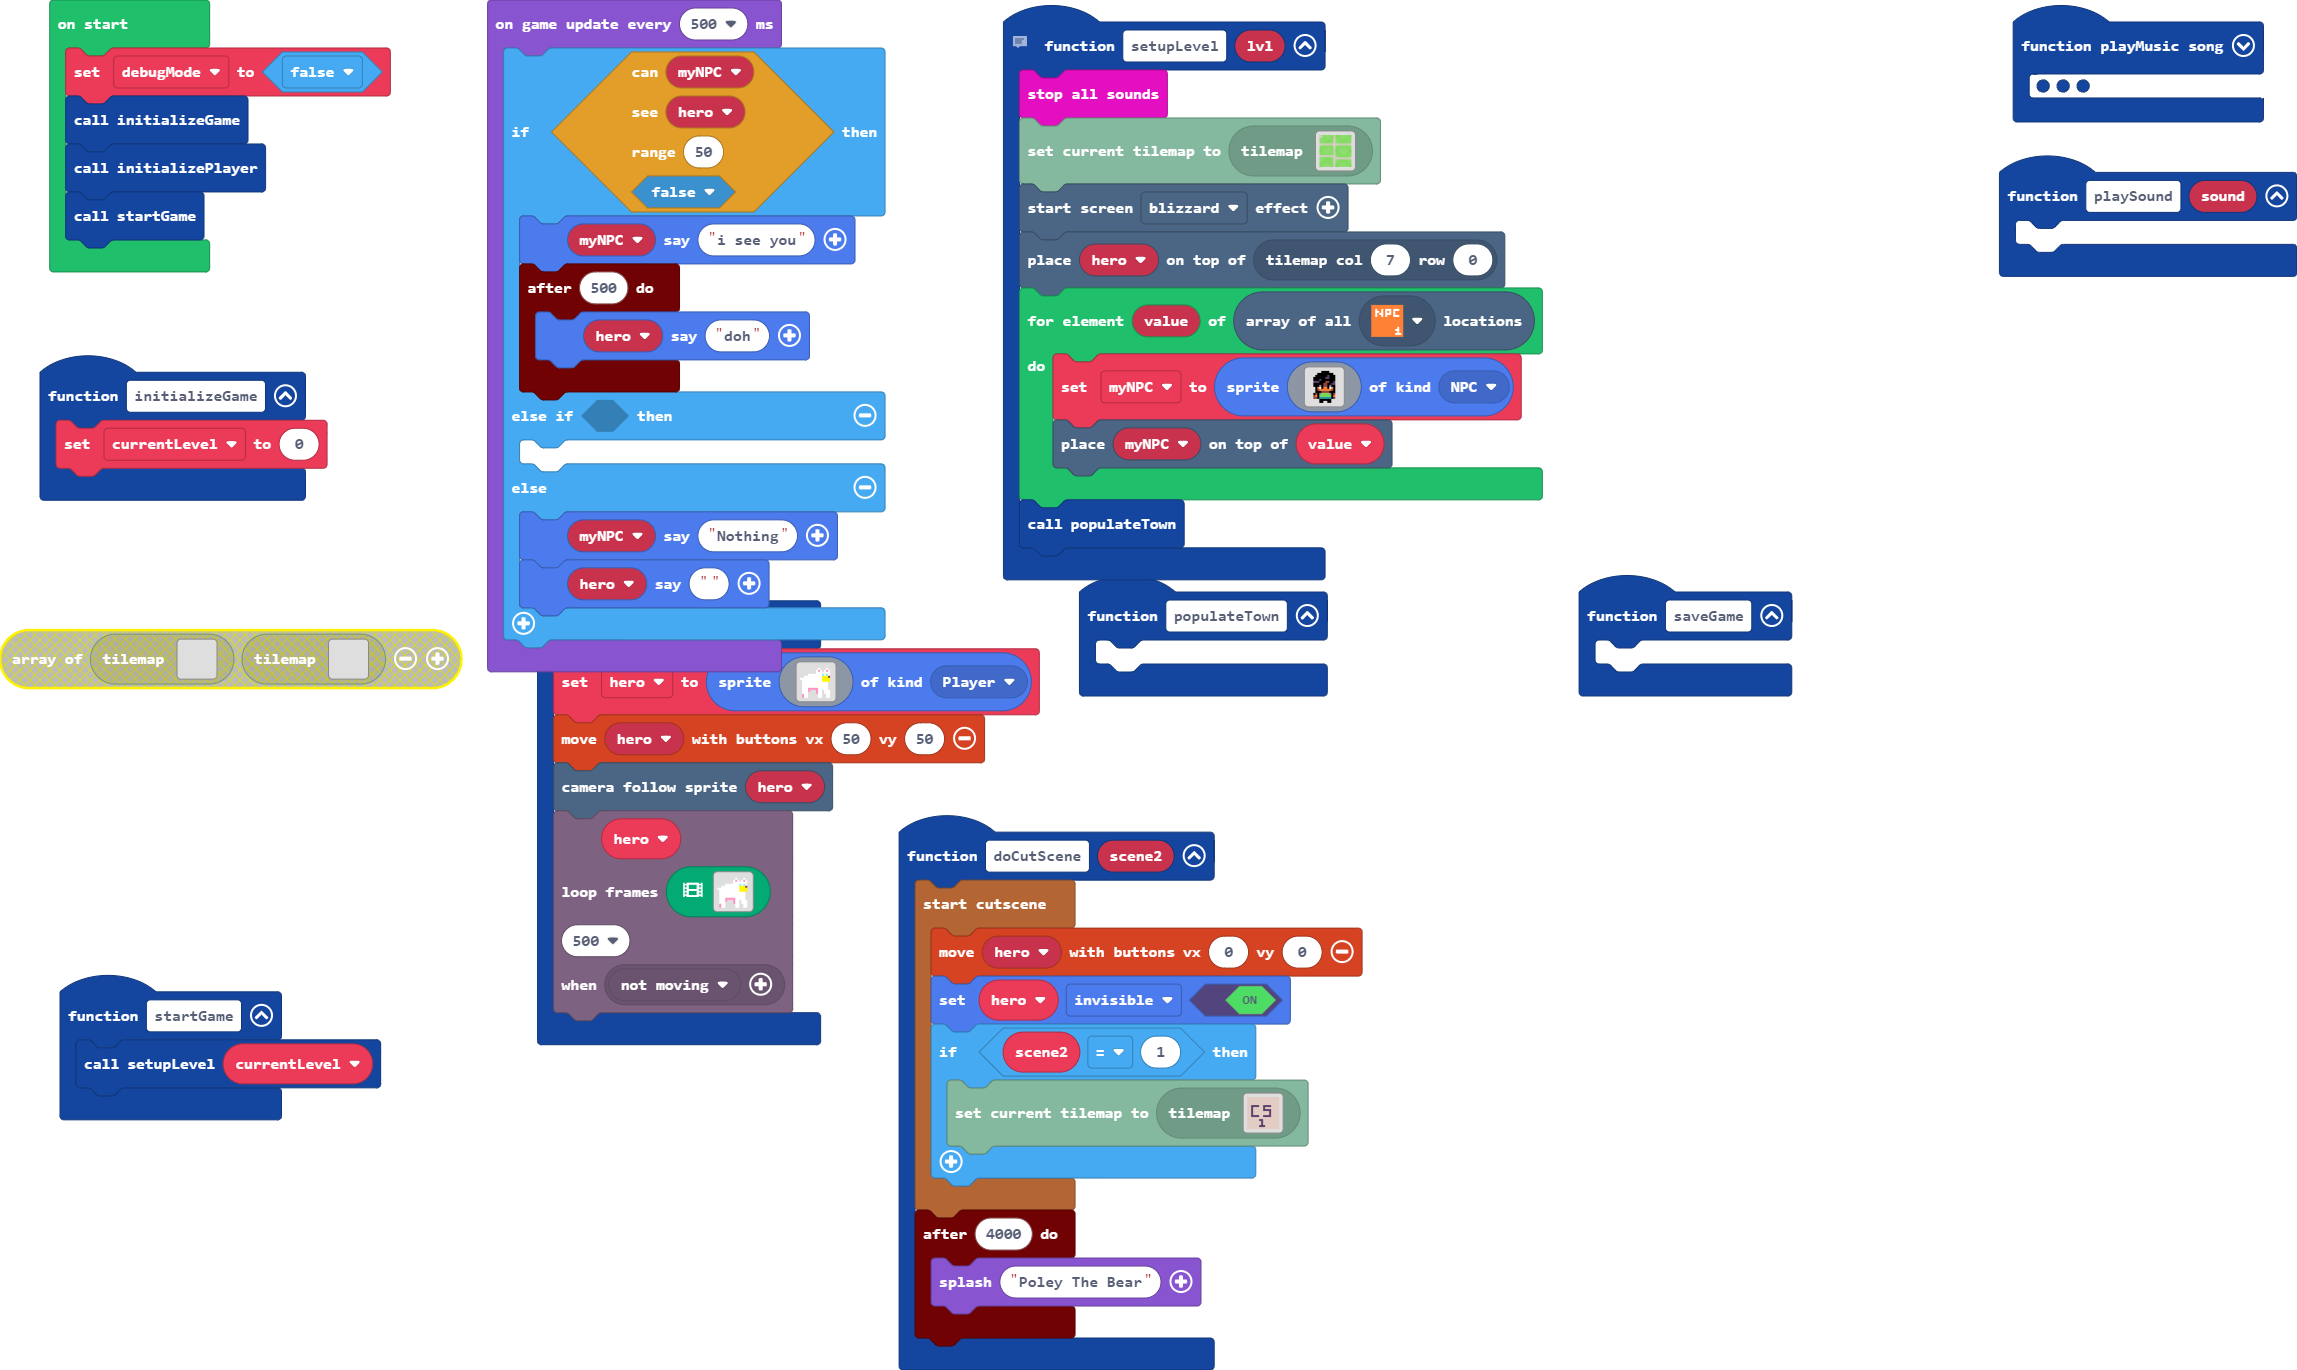 on start
set debugMode to false
call initializeGame
call initializePlayer
call startGame
function initializeGame
set currentLevel to 0
array of tilemap tilemap
function startGame
call setupLevel currentLevel
on game update every 500 ms
if can myNPC see hero range 50 false then
myNPC say "i see you"
after 500 do
hero say "doh"
else if then
else
myNPC say "Nothing"
hero say " "
set hero to sprite of kind Player
move hero with buttons vx 50 vy 50
camera follow sprite hero
hero
loop frames
500
when not moving
function setupLevel lvl
stop all sounds
set current tilemap to tilemap
start screen blizzard effect
place hero on top of tilemap col 7 row 0
for element value of array of all NPC 1 locations
do
set myNPC to sprite of kind NPC
place myNPC on top of value
call populateTown
function populateTown
function saveGame
function doCutScene scene2
start cutscene
move hero with buttons vx 0 vy 0
set hero invisible ON
if scene2 = 1 then
set current tilemap to tilemap CS 1
after 4000 do
splash "Poley The Bear"
function playMusic song
function playSound sound